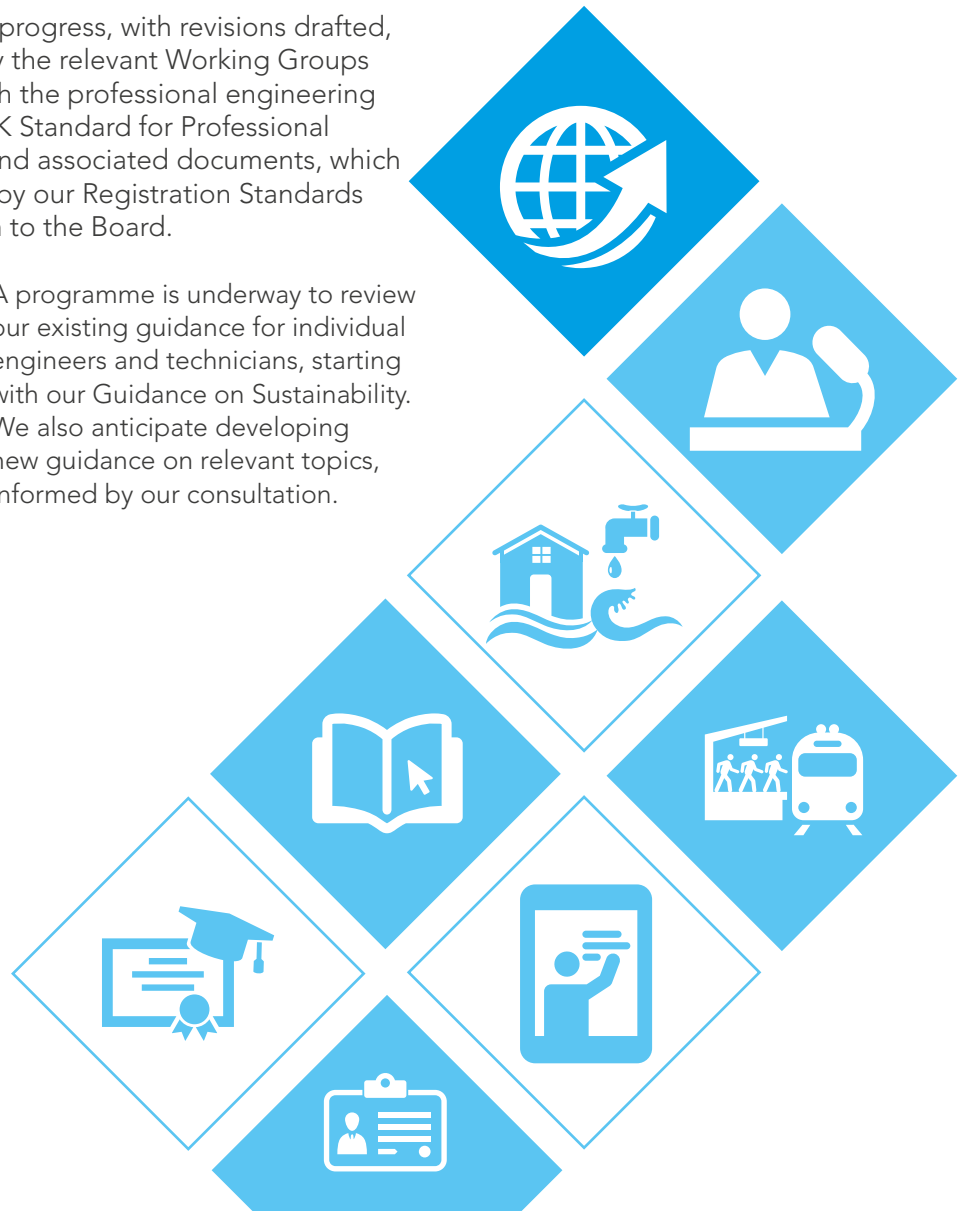 progress, with revisions drafted,
the relevant Working Groups
the professional engineering
K Standard for Professional
nd associated documents, which
by our Registration Standards
to the Board.
A programme is underway to review
our existing guidance for individual
engineers and technicians, starting
with our Guidance on Sustainability.
We also anticipate developing
new guidance on relevant topics,
nformed by our consultation.